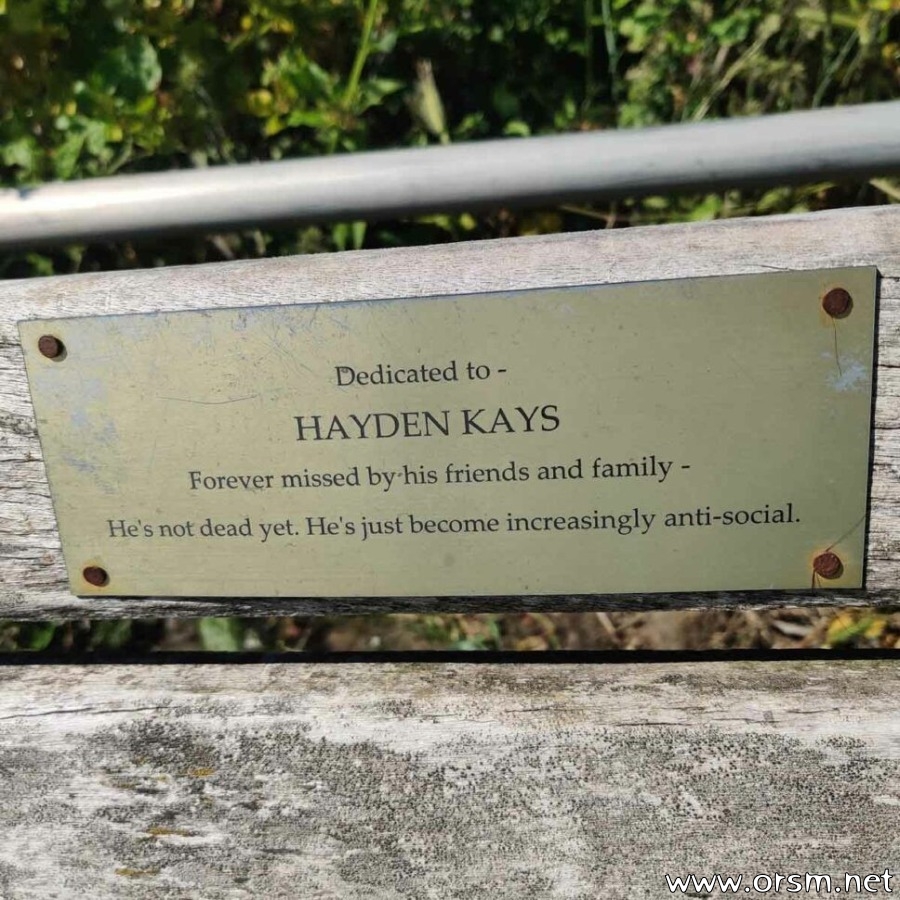 Dedicated to -
HAYDEN KAYS
Forever missed by his friends and family -
He's not dead yet. He's just become increasingly anti-social.
www.orsm.net